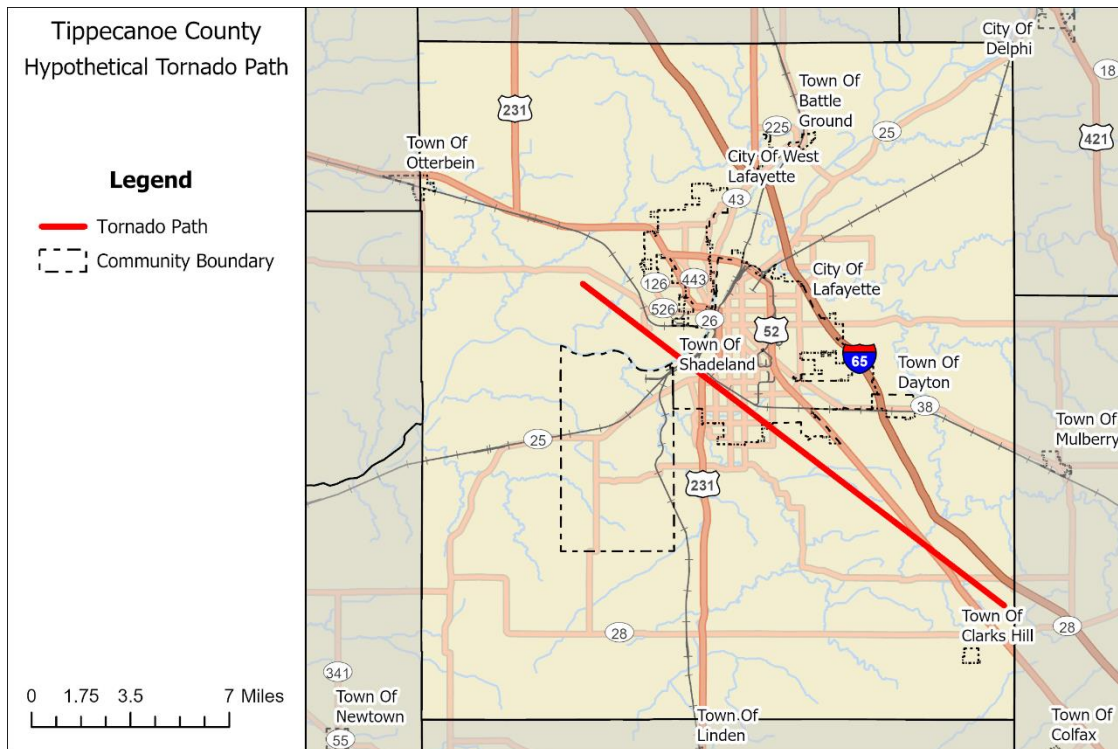 Tippecanoe County
Hypothetical Tornado Path
Legend
Tornado Path
Community Boundary
0 1.75 3.5 7 Miles
City Of
Delphi
18
421
Town Of
Battle
Ground
225
25
231
Town Of
Otterbein
City Of West
Lafayette
43
126
443
526
26
City Of
Lafayette
52
65
Town Of
Shadeland
Town Of
Dayton
38
Town Of
Mulberry
25
231
Town Of
Clarks Hill
28
28
341
Town Of
Newtown
55
Town Of
Linden
Town Of
Colfax